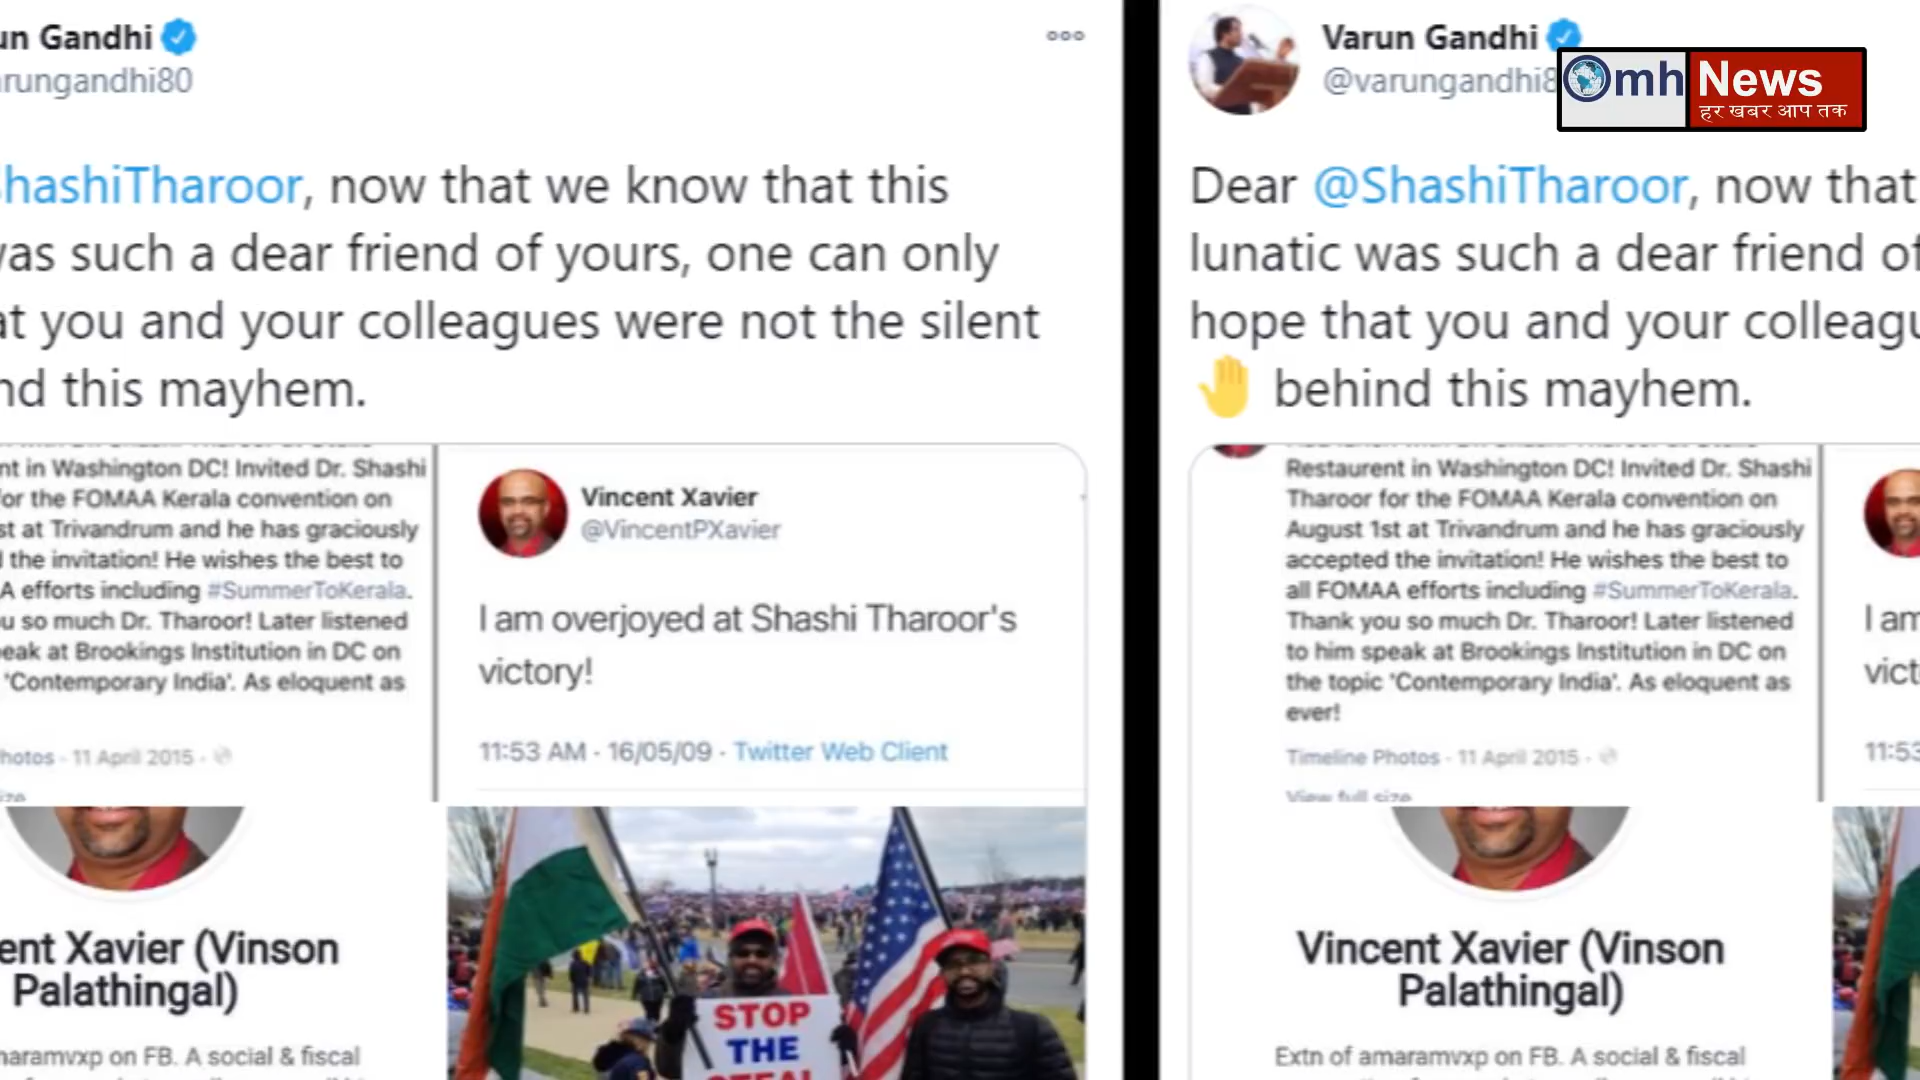 un Gandhi
arungandhi80
ShashiTharoor, now that we know that this
was such a dear friend of yours, one can only
at you and your colleagues were not the silent
nd this mayhem.
nt in Washington DC! Invited Dr. Shashi
or the FOMAA Kerala convention on
st at Trivandrum and he has graciously
the invitation! He wishes the best to
A efforts including #SummerToKerala.
u so much Dr. Tharoor! Later listened
eak at Brookings Institution in DC on
'Contemporary India'. As eloquent as
hotos · 11 April 2015 ·
Vincent Xavier
@VincentPXavier
I am overjoyed at Shashi Tharoor's
victory!
11:53 AM · 16/05/09 · Twitter Web Client
ent Xavier (Vinson
Palathingal)
naramvxp on FB. A social & fiscal
STOP
THE
STEAL
Varun Gandhi
@varungandhi8
Omh News
हर खबर आप तक
Dear @ShashiTharoor, now that
lunatic was such a dear friend of
hope that you and your colleagu
🤚 behind this mayhem.
Restaurent in Washington DC! Invited Dr. Shashi
Tharoor for the FOMAA Kerala convention on
August 1st at Trivandrum and he has graciously
accepted the invitation! He wishes the best to
all FOMAA efforts including #SummerToKerala.
Thank you so much Dr. Tharoor! Later listened
to him speak at Brookings Institution in DC on
the topic 'Contemporary India'. As eloquent as
ever!
Timeline Photos · 11 April 2015 ·
View full size
I am
vict
11:53
Vincent Xavier (Vinson
Palathingal)
Extn of amaramvxp on FB. A social & fiscal